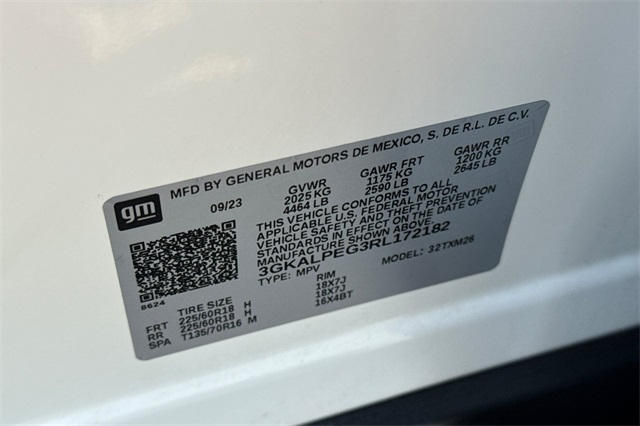 MFD BY GENERAL MOTORS DE MEXICO, S. DE R.L. DE C.V.
gm
09/23
GVWR GAWR FRT GAWR RR
2025 KG 1175 KG 1200 KG
4464 LB 2590 LB 2645 LB
THIS VEHICLE CONFORMS TO ALL
APPLICABLE U.S. FEDERAL MOTOR
VEHICLE SAFETY AND THEFT PREVENTION
STANDARDS IN EFFECT ON THE DATE OF
MANUFACTURE SHOWN ABOVE.
3GKALPEG3RL172182
TYPE: MPV MODEL: 32TXM26
8624
TIRE SIZE RIM
FRT 225/60R18 H 18X7J
RR 225/60R18 H 18X7J
SPA T135/70R16 M 16X4BT